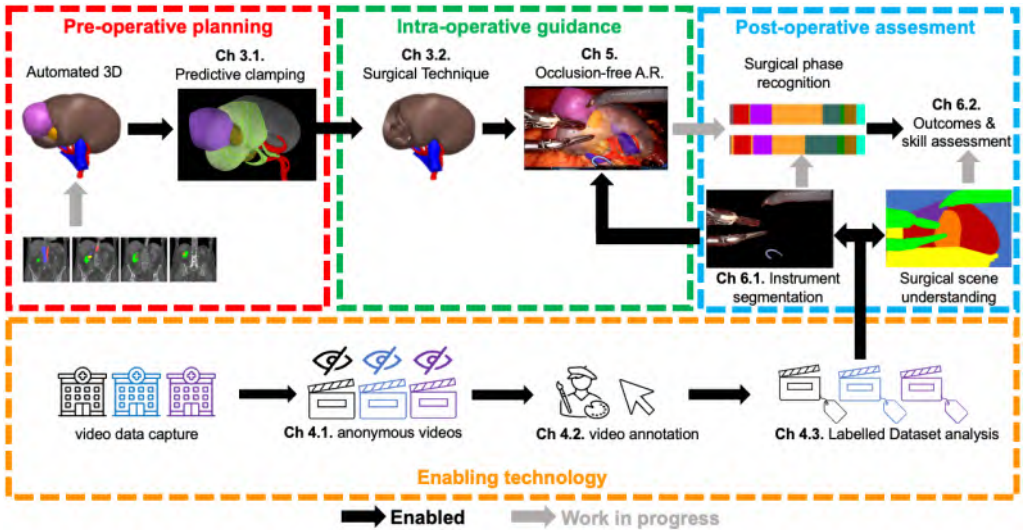 Pre-operative planning
Automated 3D
Ch 3.1.
Predictive clamping
Intra-operative guidance
Ch 3.2.
Surgical Technique
Ch 5.
Occlusion-free A.R.
Post-operative assesment
Surgical phase
recognition
Ch 6.2.
Outcomes &
skill assessment
Ch 6.1. Instrument
segmentation
Surgical scene
understanding
video data capture
Ch 4.1. anonymous videos
Ch 4.2. video annotation
Ch 4.3. Labelled Dataset analysis
Enabling technology
Enabled
Work in progress